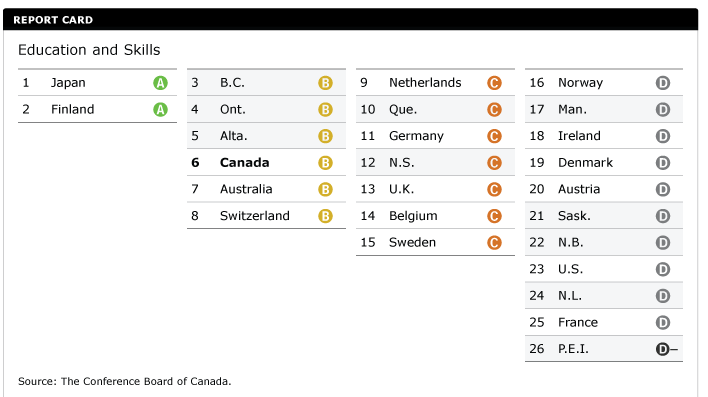 REPORT CARD
Education and Skills
1 Japan A
2 Finland A
3 B.C. B
4 Ont. B
5 Alta. B
6 Canada B
7 Australia B
8 Switzerland B
9 Netherlands C
10 Que. C
11 Germany C
12 N.S. C
13 U.K. C
14 Belgium C
15 Sweden C
16 Norway D
17 Man. D
18 Ireland D
19 Denmark D
20 Austria D
21 Sask. D
22 N.B. D
23 U.S. D
24 N.L. D
25 France D
26 P.E.I. D–
Source: The Conference Board of Canada.